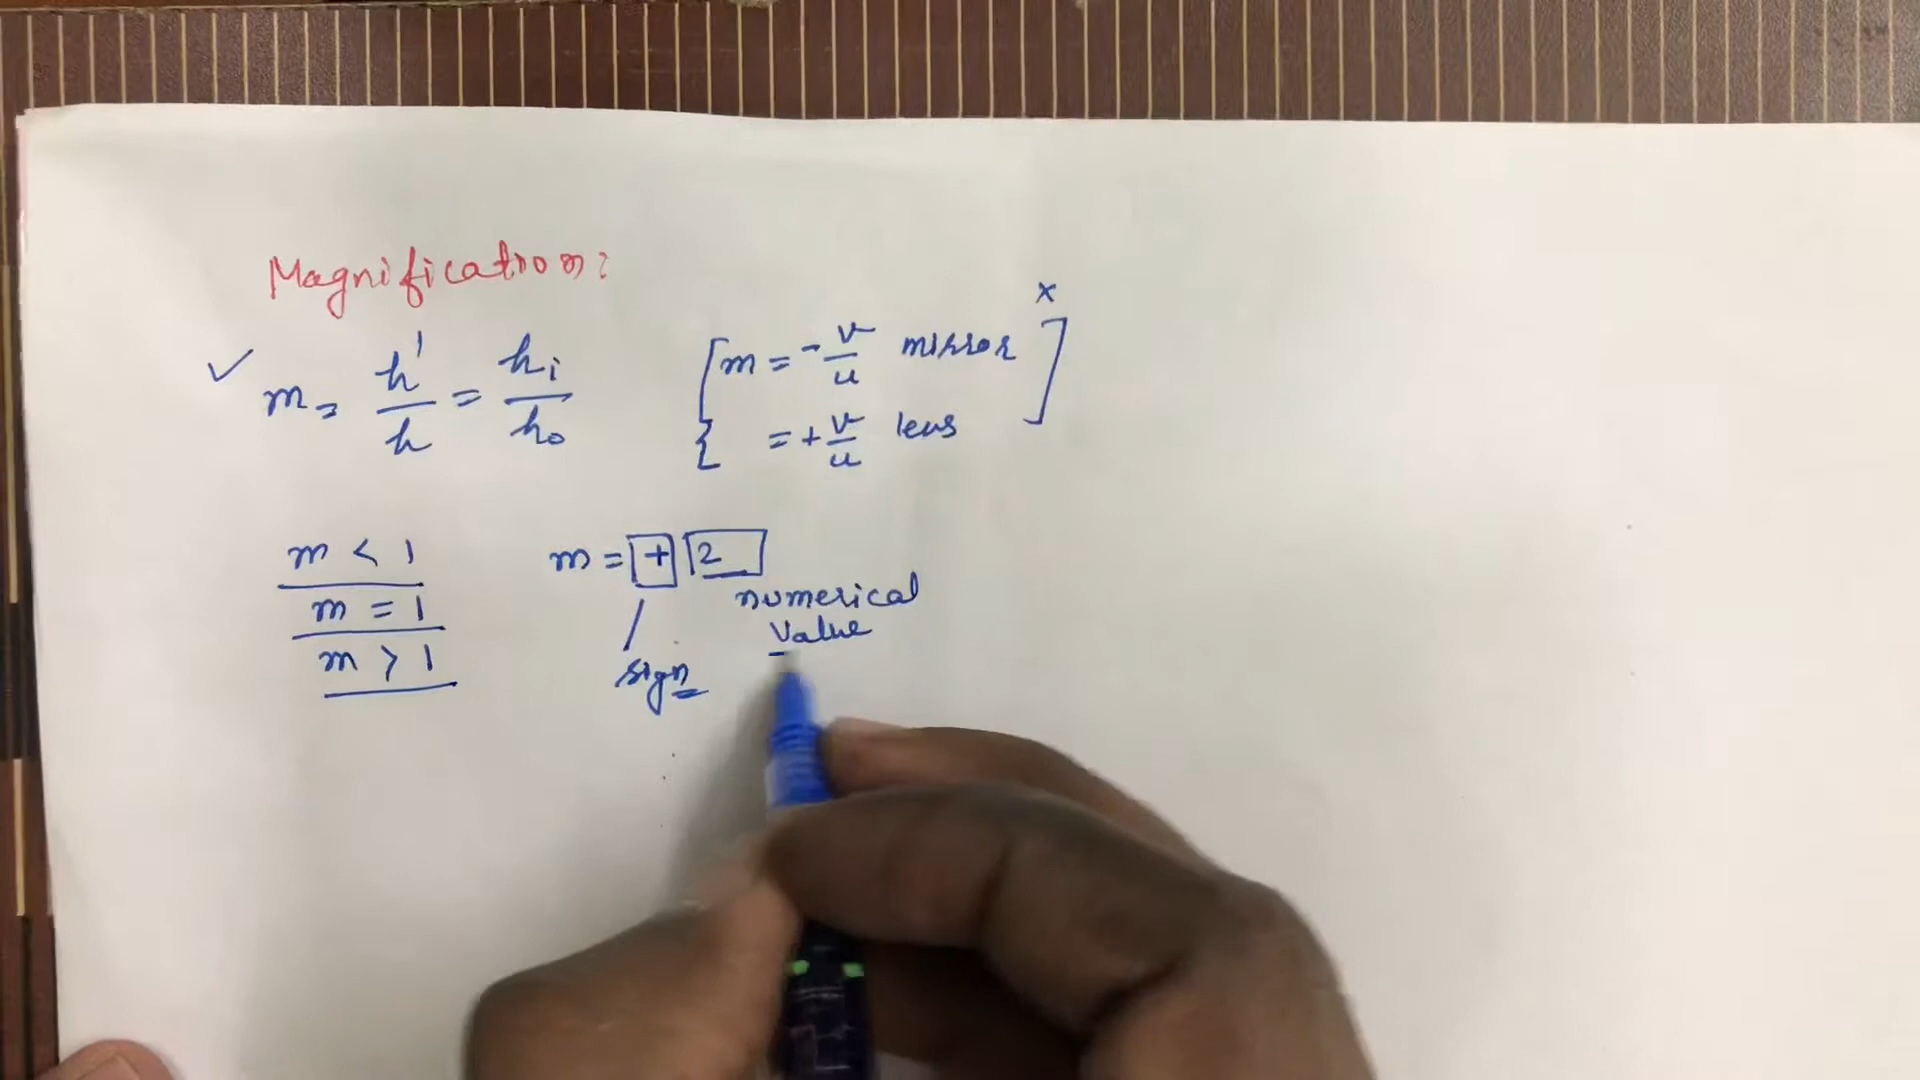 Magnification:
✓ m = h'/h = hi/ho
[m = -v/u mirror] x
{ = +v/u lens
m < 1
m = 1
m > 1
m = + 2
numerical
value
sign